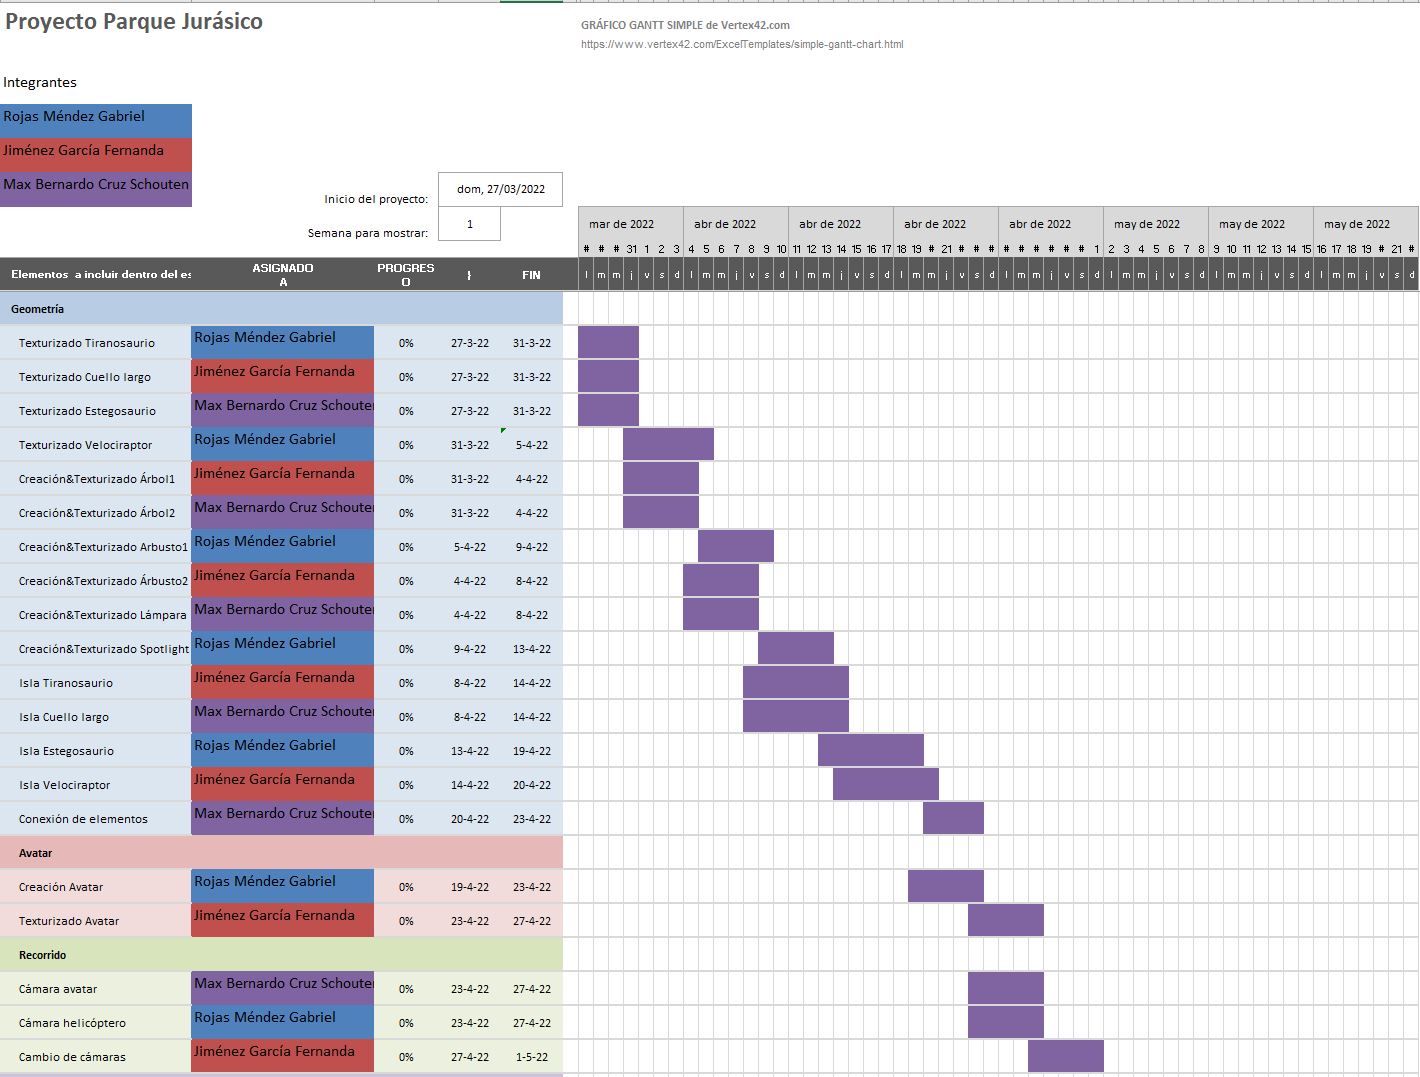 Proyecto Parque Jurásico
GRÁFICO GANTT SIMPLE de Vertex42.com
https://www.vertex42.com/ExcelTemplates/simple-gantt-chart.html
Integrantes
Rojas Méndez Gabriel
Jiménez García Fernanda
Max Bernardo Cruz Schouten
Inicio del proyecto: dom, 27/03/2022
Semana para mostrar: 1
mar de 2022 abr de 2022 abr de 2022 abr de 2022 abr de 2022 may de 2022 may de 2022 may de 2022
# # # 31 1 2 3 4 5 6 7 8 9 10 11 12 13 14 15 16 17 18 19 # 21 # # # # # # # # # 1 2 3 4 5 6 7 8 9 10 11 12 13 14 15 16 17 18 19 # 21 #
Elementos a incluir dentro del es ASIGNADO A PROGRESO FIN
l m m j v s d l m m j v s d l m m j v s d l m m j v s d l m m j v s d l m m j v s d l m m j v s d l m m j v s d
Geometría
Texturizado Tiranosaurio Rojas Méndez Gabriel 0% 27-3-22 31-3-22
Texturizado Cuello largo Jiménez García Fernanda 0% 27-3-22 31-3-22
Texturizado Estegosaurio Max Bernardo Cruz Schouten 0% 27-3-22 31-3-22
Texturizado Velociraptor Rojas Méndez Gabriel 0% 31-3-22 5-4-22
Creación&Texturizado Árbol1 Jiménez García Fernanda 0% 31-3-22 4-4-22
Creación&Texturizado Árbol2 Max Bernardo Cruz Schouten 0% 31-3-22 4-4-22
Creación&Texturizado Arbusto1 Rojas Méndez Gabriel 0% 5-4-22 9-4-22
Creación&Texturizado Árbusto2 Jiménez García Fernanda 0% 4-4-22 8-4-22
Creación&Texturizado Lámpara Max Bernardo Cruz Schouten 0% 4-4-22 8-4-22
Creación&Texturizado Spotlight Rojas Méndez Gabriel 0% 9-4-22 13-4-22
Isla Tiranosaurio Jiménez García Fernanda 0% 8-4-22 14-4-22
Isla Cuello largo Max Bernardo Cruz Schouten 0% 8-4-22 14-4-22
Isla Estegosaurio Rojas Méndez Gabriel 0% 13-4-22 19-4-22
Isla Velociraptor Jiménez García Fernanda 0% 14-4-22 20-4-22
Conexión de elementos Max Bernardo Cruz Schouten 0% 20-4-22 23-4-22
Avatar
Creación Avatar Rojas Méndez Gabriel 0% 19-4-22 23-4-22
Texturizado Avatar Jiménez García Fernanda 0% 23-4-22 27-4-22
Recorrido
Cámara avatar Max Bernardo Cruz Schouten 0% 23-4-22 27-4-22
Cámara helicóptero Rojas Méndez Gabriel 0% 23-4-22 27-4-22
Cambio de cámaras Jiménez García Fernanda 0% 27-4-22 1-5-22